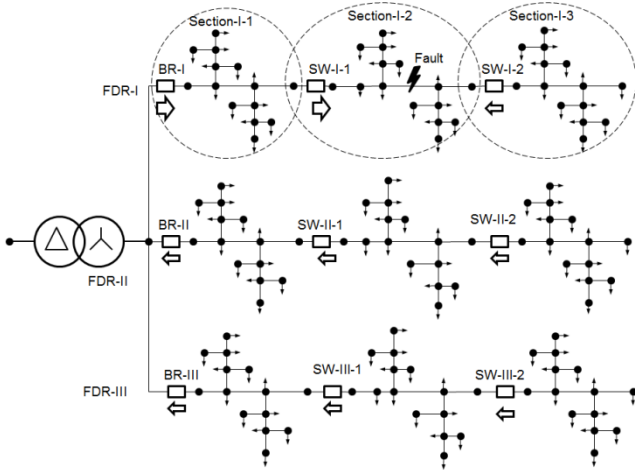 Section-I-1
Section-I-2
Section-I-3
BR-I
SW-I-1
Fault
SW-I-2
FDR-I
BR-II
SW-II-1
SW-II-2
FDR-II
BR-III
SW-III-1
SW-III-2
FDR-III